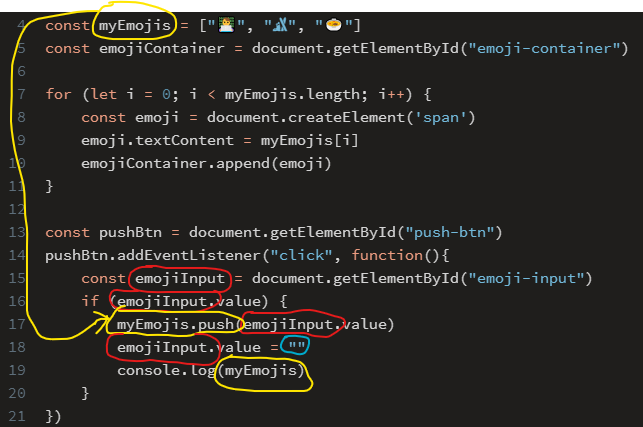 4 const myEmojis = ["👨‍💻", "⛷", "🍲"]
5 const emojiContainer = document.getElementById("emoji-container")
6
7 for (let i = 0; i < myEmojis.length; i++) {
8 const emoji = document.createElement('span')
9 emoji.textContent = myEmojis[i]
10 emojiContainer.append(emoji)
11 }
12
13 const pushBtn = document.getElementById("push-btn")
14 pushBtn.addEventListener("click", function(){
15 const emojiInput = document.getElementById("emoji-input")
16 if (emojiInput.value) {
17 myEmojis.push(emojiInput.value)
18 emojiInput.value = ""
19 console.log(myEmojis)
20 }
21 })